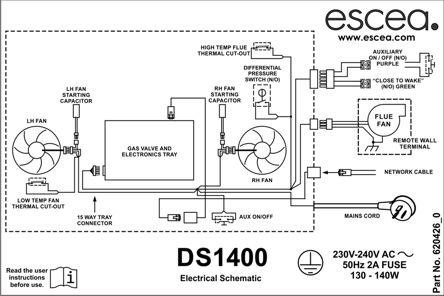 escea.
www.escea.com
HIGH TEMP FLUE
THERMAL CUT-OUT
AUXILIARY
ON / OFF (N/O)
PURPLE
LH FAN
STARTING
CAPACITOR
DIFFERENTIAL
PRESSURE
SWITCH (N/O)
RH FAN
STARTING
CAPACITOR
"CLOSE TO WAKE"
(N/O) GREEN
LH FAN
FLUE
FAN
GAS VALVE AND
ELECTRONICS TRAY
REMOTE WALL
TERMINAL
RH FAN
NETWORK CABLE
LOW TEMP FAN
THERMAL CUT-OUT
15 WAY TRAY
CONNECTOR
AUX ON/OFF
MAINS CORD
DS1400
Electrical Schematic
230V-240V AC ~
50Hz 2A FUSE
130 - 140W
Read the user
instructions
before use.
i
Part No. 620426_0